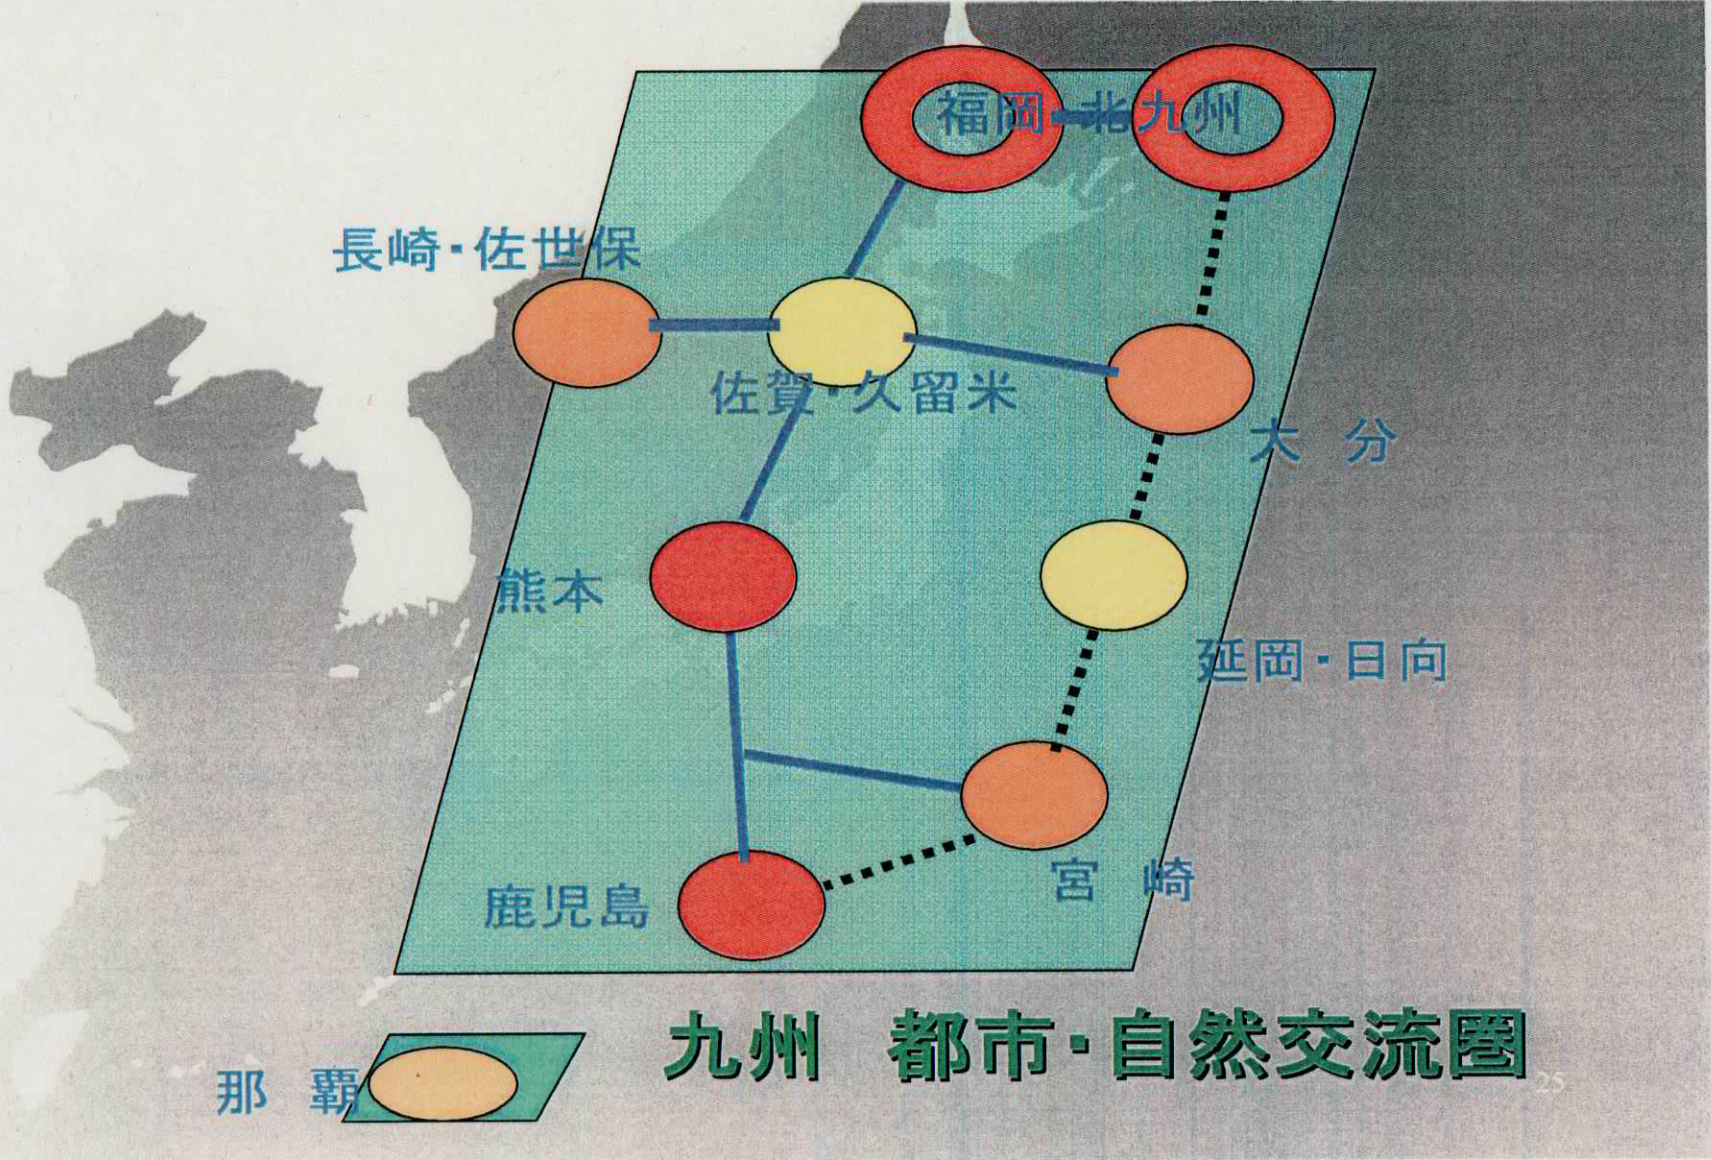 福岡・北九州
長崎・佐世保
佐賀・久留米
大　分
熊本
延岡・日向
宮　崎
鹿児島
九州　都市・自然交流圏
那　覇
25